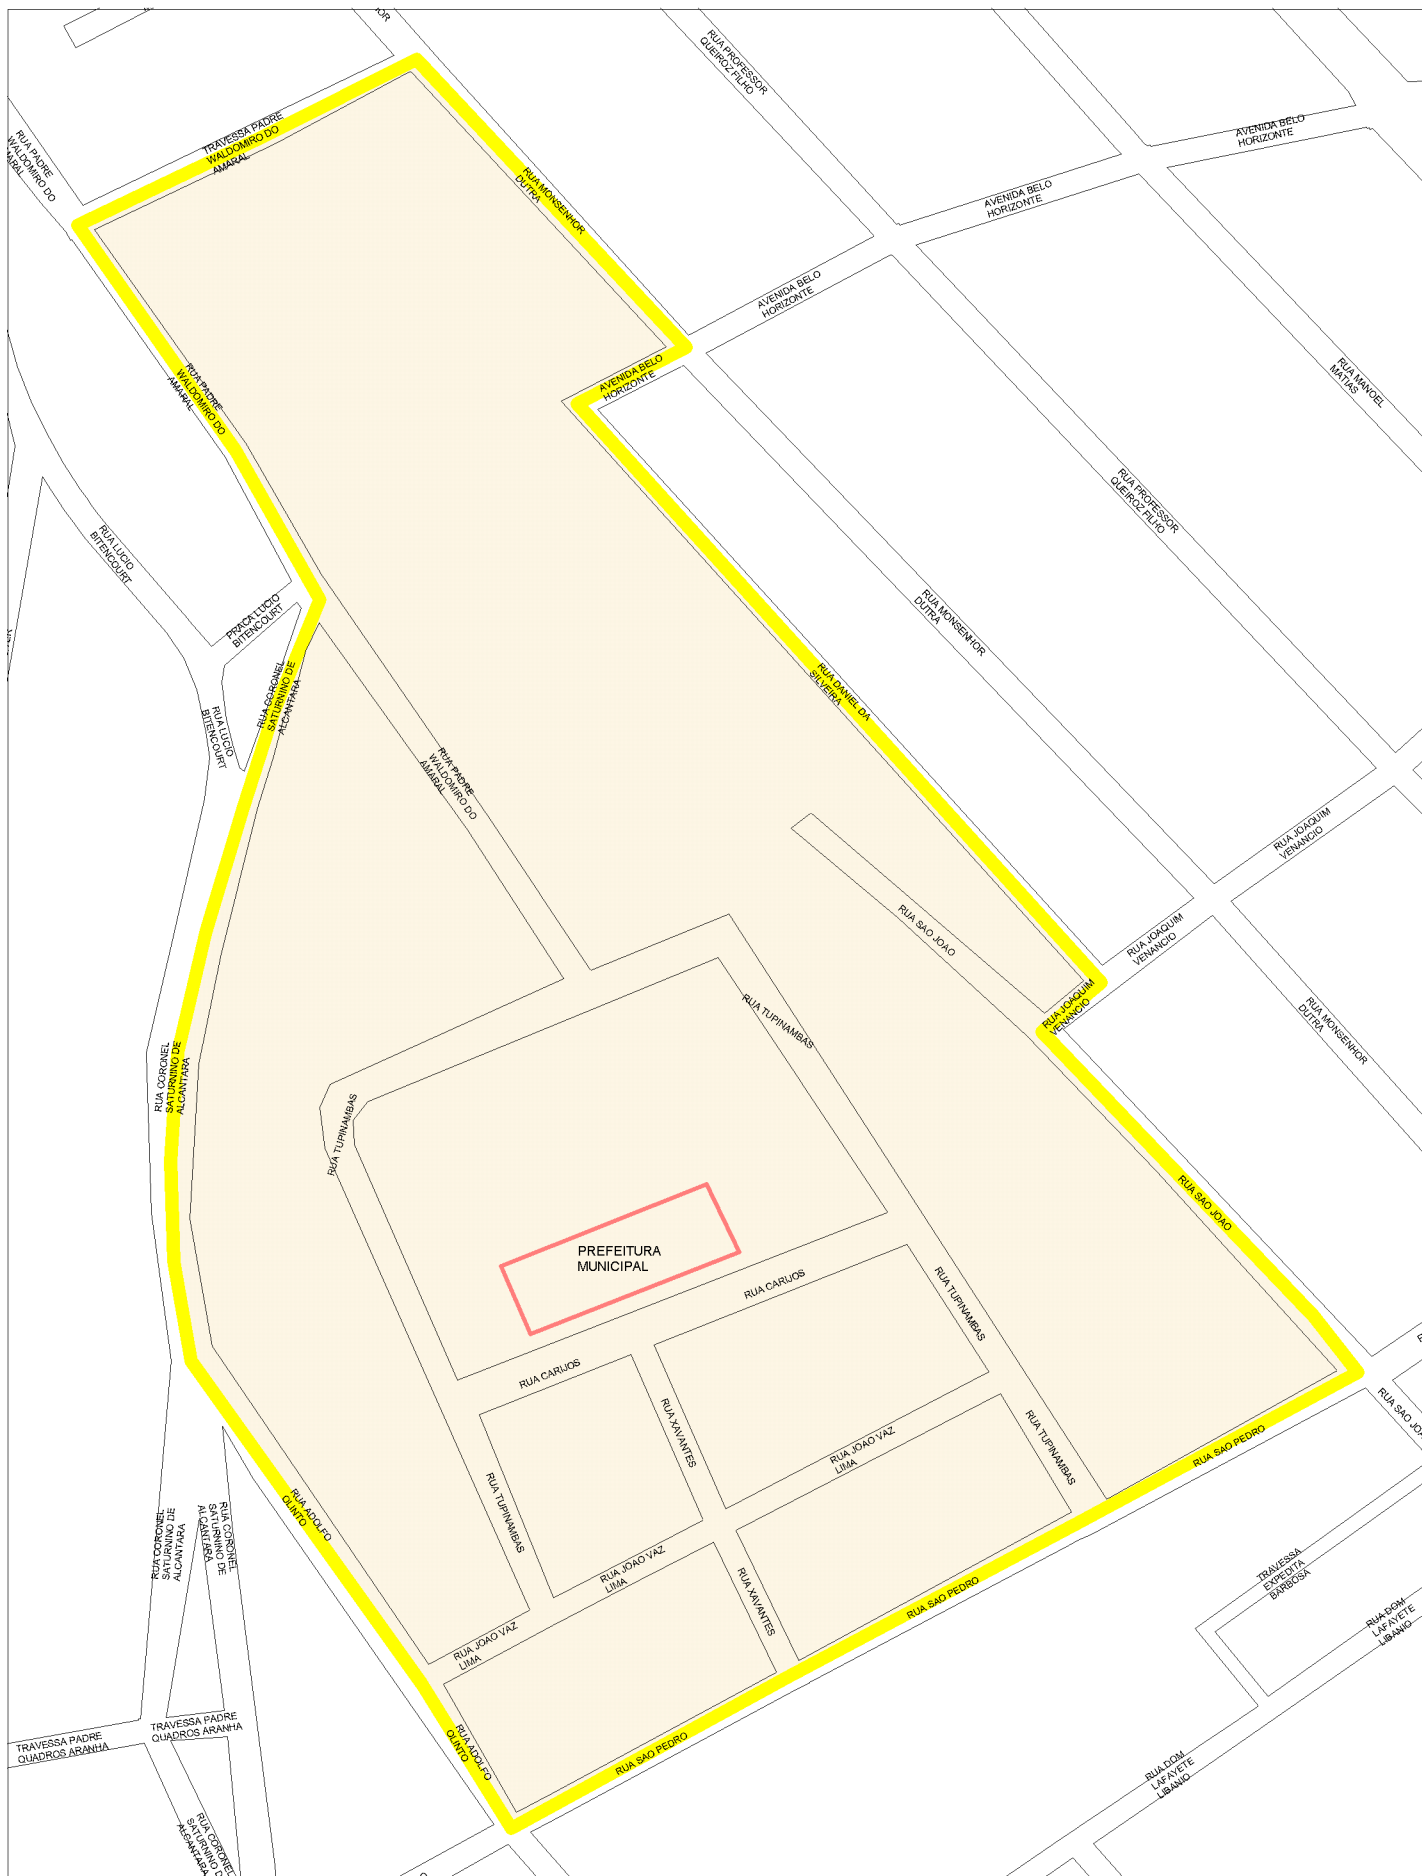 RUA PROFESSOR
QUEIROZ FILHO
AVENIDA BELO
HORIZONTE
TRAVESSA PADRE
WALDOMIRO DO
AMARAL
RUA PADRE
WALDOMIRO DO
AMARAL
RUA MONSENHOR
DUTRA
AVENIDA BELO
HORIZONTE
AVENIDA BELO
HORIZONTE
AVENIDA BELO
HORIZONTE
RUA PADRE
WALDOMIRO DO
AMARAL
RUA MANOEL
MATIAS
RUA PROFESSOR
QUEIROZ FILHO
RUA LUCIO
BITENCOURT
PRACA LUCIO
BITENCOURT
RUA MONSENHOR
DUTRA
RUA CORONEL
SATURNINO DE
ALCANTARA
RUA LUCIO
BITENCOURT
RUA DANIEL DA
SILVEIRA
RUA PADRE
WALDOMIRO DO
AMARAL
RUA JOAQUIM
VENANCIO
RUA SAO JOAO
RUA JOAQUIM
VENANCIO
RUA TUPINAMBAS
RUA JOAQUIM
VENANCIO
RUA MONSENHOR
DUTRA
RUA CORONEL
SATURNINO DE
ALCANTARA
RUA TUPINAMBAS
RUA SAO JOAO
PREFEITURA
MUNICIPAL
RUA CARIJOS
RUA TUPINAMBAS
RUA CARIJOS
RUA XAVANTES
RUA SAO JOA
RUA JOAO VAZ
LIMA
RUA TUPINAMBAS
RUA SAO PEDRO
RUA ADOLFO
OLINTO
RUA TUPINAMBAS
RUA CORONEL
SATURNINO DE
ALCANTARA
RUA CORONEL
SATURNINO DE
ALCANTARA
RUA JOAO VAZ
LIMA
RUA XAVANTES
RUA SAO PEDRO
TRAVESSA
EXPEDITA
BARBOSA
RUA DOM
LAFAYETE
LIBANIO
RUA JOAO VAZ
LIMA
TRAVESSA PADRE
QUADROS ARANHA
TRAVESSA PADRE
QUADROS ARANHA
RUA ADOLFO
OLINTO
RUA SAO PEDRO
RUA DOM
LAFAYETE
LIBANIO
RUA CORONEL
SATURNINO D
ALCANTARA